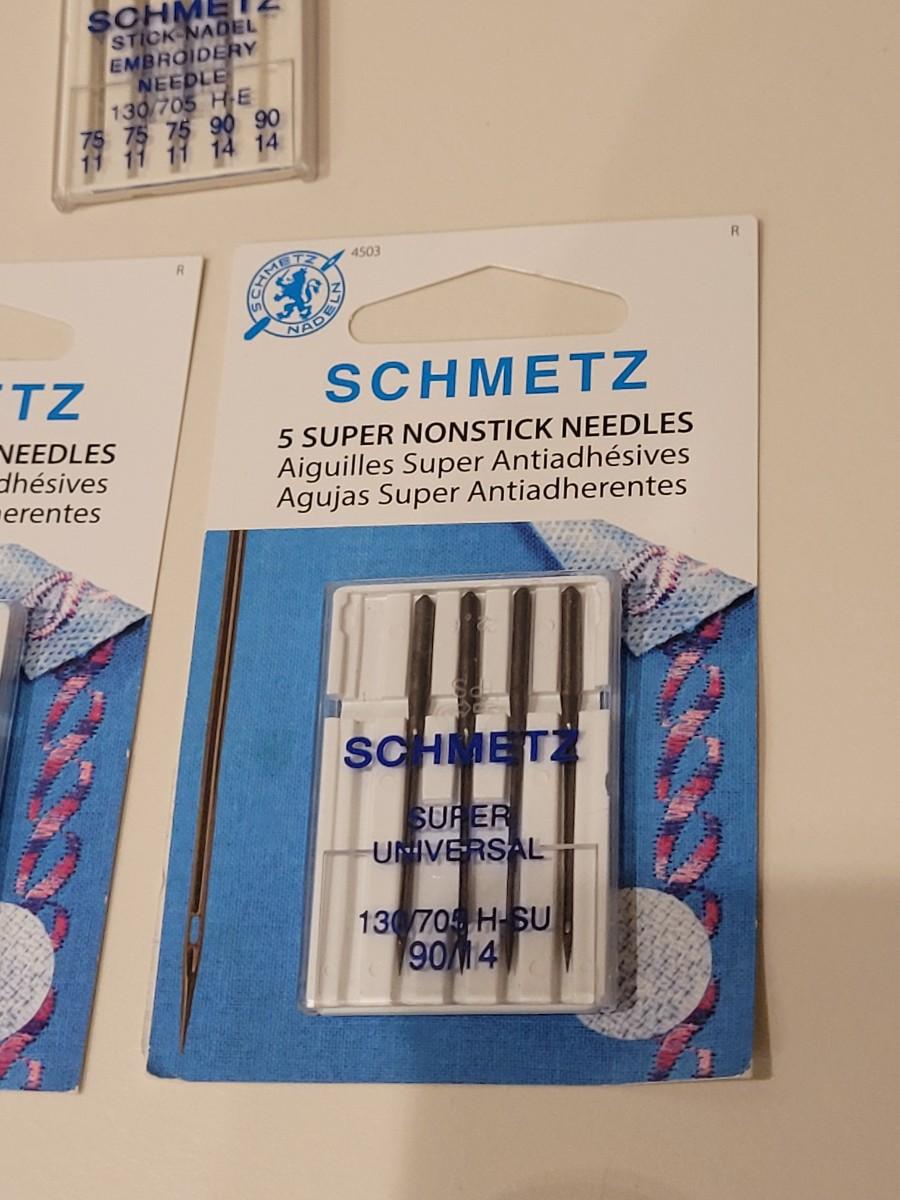 SCHMETZ
STICK-NADEL
EMBROIDERY
NEEDLE
130/705 H-E
75 75 75 90 90
11 11 11 14 14
R
TZ
NEEDLES
dhésives
erentes
SCHMETZ
NADELN
4503
R
SCHMETZ
5 SUPER NONSTICK NEEDLES
Aiguilles Super Antiadhésives
Agujas Super Antiadherentes
SCHMETZ
SUPER
UNIVERSAL
130/705 H-SU
90/14